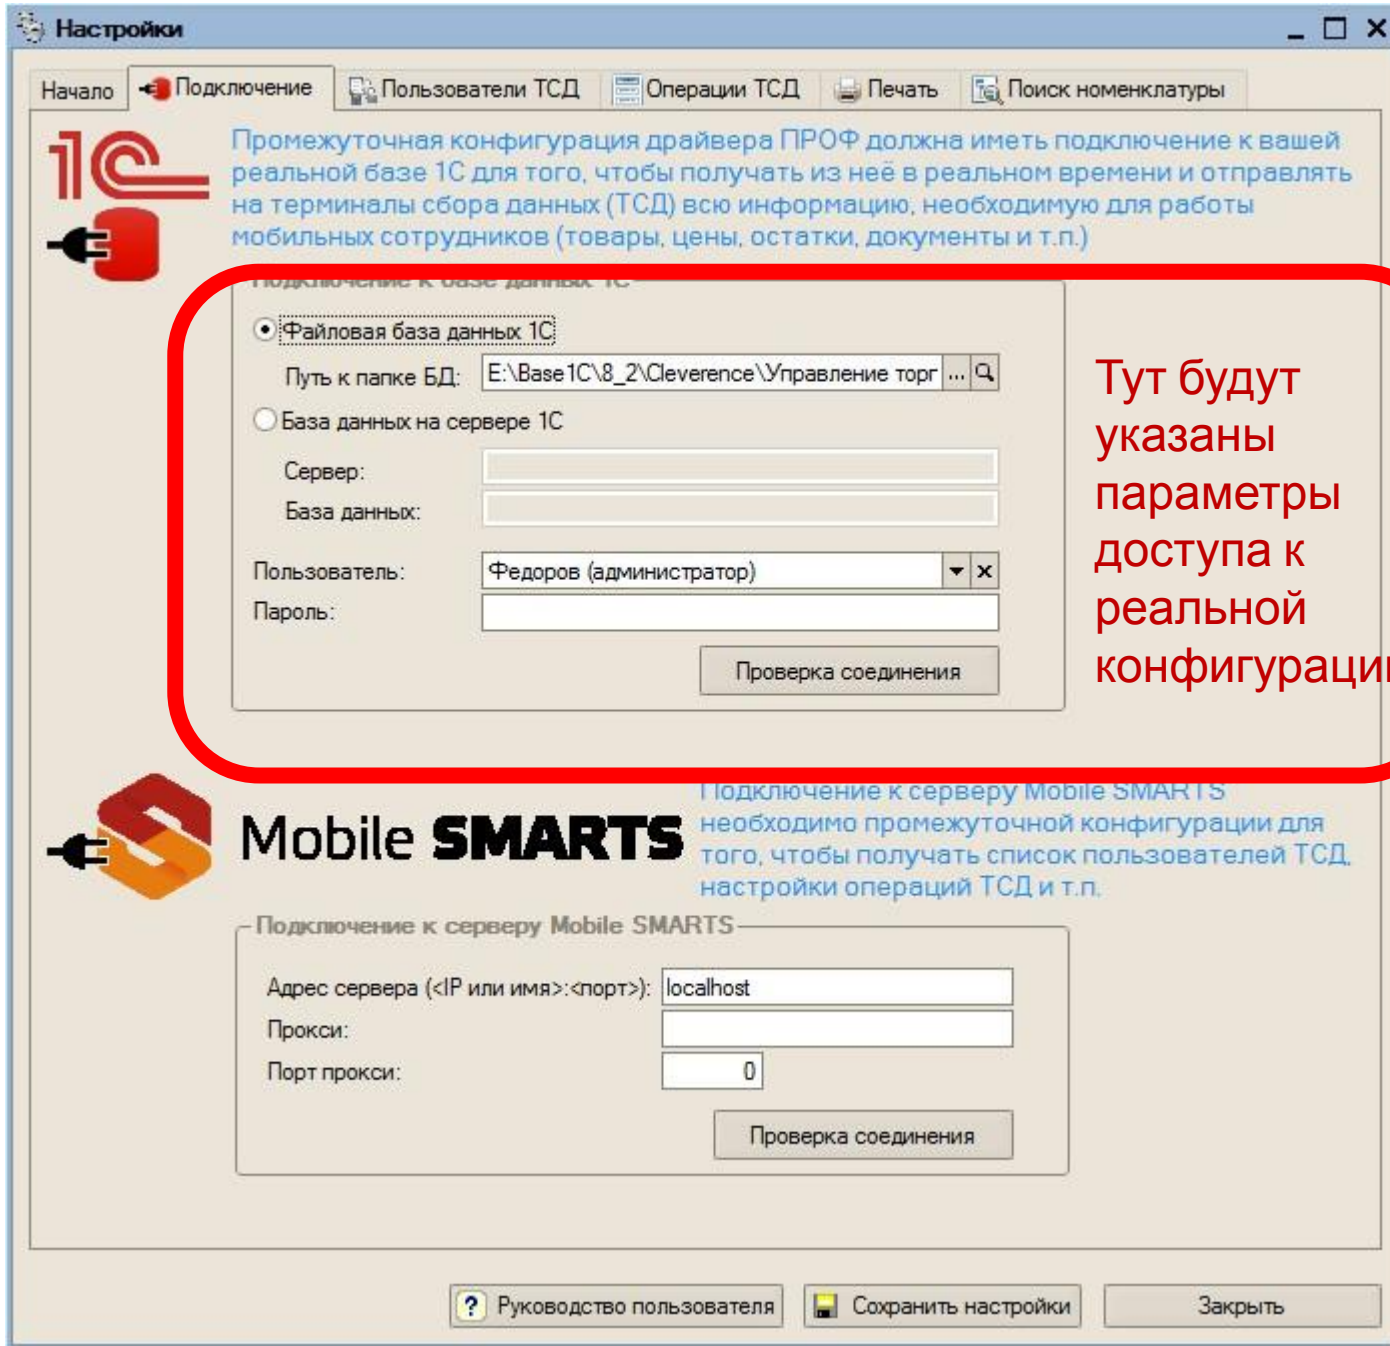 Настройки
Начало Подключение Пользователи ТСД Операции ТСД Печать Поиск номенклатуры
1С
Промежуточная конфигурация драйвера ПРОФ должна иметь подключение к вашей
реальной базе 1С для того, чтобы получать из неё в реальном времени и отправлять
на терминалы сбора данных (ТСД) всю информацию, необходимую для работы
мобильных сотрудников (товары, цены, остатки, документы и т.п.)
Подключение к базе данных 1С
Файловая база данных 1С
Путь к папке БД: E:\Base1C\8_2\Cleverence\Управление торг ...
База данных на сервере 1С
Сервер:
База данных:
Пользователь: Федоров (администратор)
Пароль:
Проверка соединения
Тут будут
указаны
параметры
доступа к
реальной
конфигурации
Mobile SMARTS
Подключение к серверу Mobile SMARTS
необходимо промежуточной конфигурации для
того, чтобы получать список пользователей ТСД,
настройки операций ТСД и т.п.
Подключение к серверу Mobile SMARTS
Адрес сервера (<IP или имя>:<порт>): localhost
Прокси:
Порт прокси: 0
Проверка соединения
? Руководство пользователя Сохранить настройки Закрыть